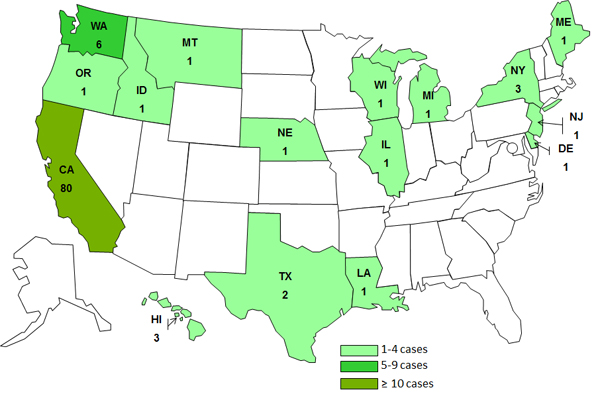 WA
6
MT
1
ME
1
OR
1
ID
1
WI
1
MI
1
NY
3
NJ
1
DE
1
NE
1
IL
1
CA
80
TX
2
LA
1
HI
3
1-4 cases
5-9 cases
≥ 10 cases